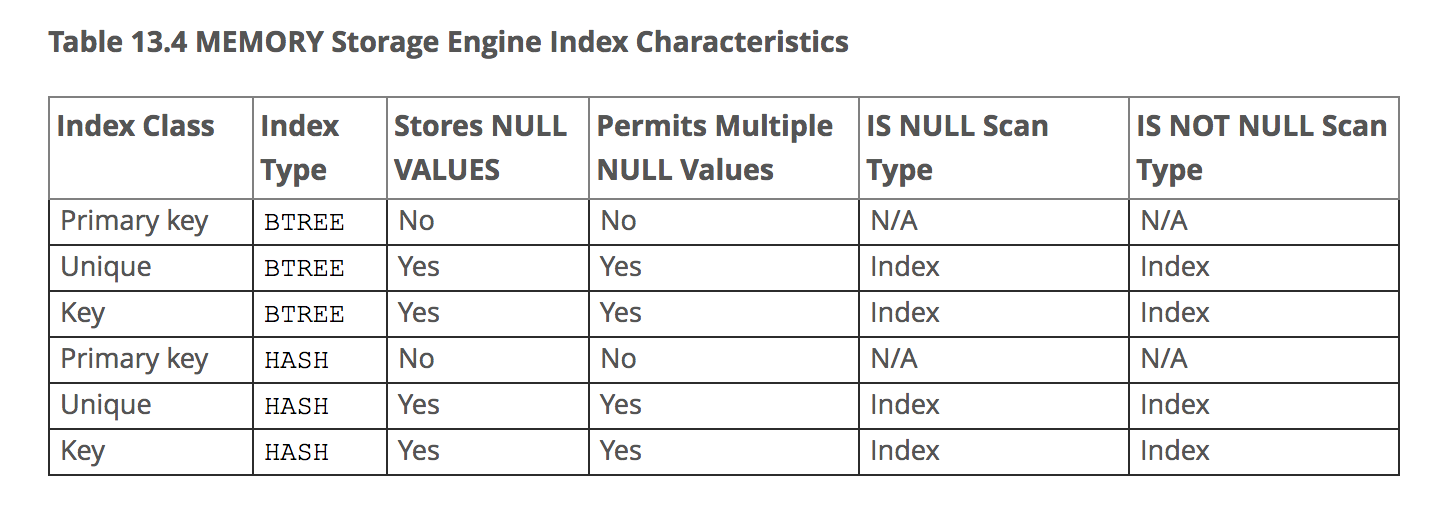 Table 13.4 MEMORY Storage Engine Index Characteristics
Index Class Index Type Stores NULL VALUES Permits Multiple NULL Values IS NULL Scan Type IS NOT NULL Scan Type
Primary key BTREE No No N/A N/A
Unique BTREE Yes Yes Index Index
Key BTREE Yes Yes Index Index
Primary key HASH No No N/A N/A
Unique HASH Yes Yes Index Index
Key HASH Yes Yes Index Index